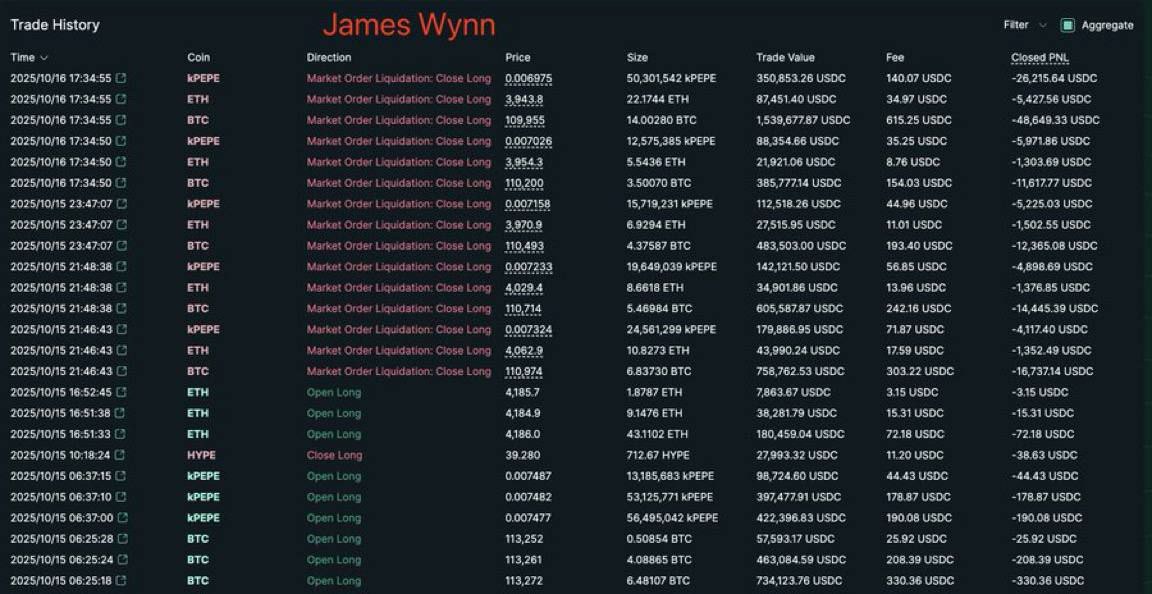 Trade History James Wynn Filter Aggregate
Time Coin Direction Price Size Trade Value Fee Closed PNL
2025/10/16 17:34:55 kPEPE Market Order Liquidation: Close Long 0.006975 50,301,542 kPEPE 350,853.26 USDC 140.07 USDC -26,215.64 USDC
2025/10/16 17:34:55 ETH Market Order Liquidation: Close Long 3,943.8 22.1744 ETH 87,451.40 USDC 34.97 USDC -5,427.56 USDC
2025/10/16 17:34:55 BTC Market Order Liquidation: Close Long 109,955 14.00280 BTC 1,539,677.87 USDC 615.25 USDC -48,649.33 USDC
2025/10/16 17:34:50 kPEPE Market Order Liquidation: Close Long 0.007026 12,575,385 kPEPE 88,354.66 USDC 35.25 USDC -5,971.86 USDC
2025/10/16 17:34:50 ETH Market Order Liquidation: Close Long 3,954.3 5.5436 ETH 21,921.06 USDC 8.76 USDC -1,303.69 USDC
2025/10/16 17:34:50 BTC Market Order Liquidation: Close Long 110,200 3.50070 BTC 385,777.14 USDC 154.03 USDC -11,617.77 USDC
2025/10/15 23:47:07 kPEPE Market Order Liquidation: Close Long 0.007158 15,719,231 kPEPE 112,518.26 USDC 44.96 USDC -5,225.03 USDC
2025/10/15 23:47:07 ETH Market Order Liquidation: Close Long 3,970.9 6.9294 ETH 27,515.95 USDC 11.01 USDC -1,502.55 USDC
2025/10/15 23:47:07 BTC Market Order Liquidation: Close Long 110,493 4.37587 BTC 483,503.00 USDC 193.40 USDC -12,365.08 USDC
2025/10/15 21:48:38 kPEPE Market Order Liquidation: Close Long 0.007233 19,649,039 kPEPE 142,121.50 USDC 56.85 USDC -4,898.69 USDC
2025/10/15 21:48:38 ETH Market Order Liquidation: Close Long 4,029.4 8.6618 ETH 34,901.86 USDC 13.96 USDC -1,376.85 USDC
2025/10/15 21:48:38 BTC Market Order Liquidation: Close Long 110,714 5.46984 BTC 605,587.87 USDC 242.16 USDC -14,445.39 USDC
2025/10/15 21:46:43 kPEPE Market Order Liquidation: Close Long 0.007324 24,561,299 kPEPE 179,886.95 USDC 71.87 USDC -4,117.40 USDC
2025/10/15 21:46:43 ETH Market Order Liquidation: Close Long 4,062.9 10.8273 ETH 43,990.24 USDC 17.59 USDC -1,352.49 USDC
2025/10/15 21:46:43 BTC Market Order Liquidation: Close Long 110,974 6.83730 BTC 758,762.53 USDC 303.22 USDC -16,737.14 USDC
2025/10/15 16:52:45 ETH Open Long 4,185.7 1.8787 ETH 7,863.67 USDC 3.15 USDC -3.15 USDC
2025/10/15 16:51:38 ETH Open Long 4,184.9 9.1476 ETH 38,281.79 USDC 15.31 USDC -15.31 USDC
2025/10/15 16:51:33 ETH Open Long 4,186.0 43.1102 ETH 180,459.04 USDC 72.18 USDC -72.18 USDC
2025/10/15 10:18:24 HYPE Close Long 39.280 712.67 HYPE 27,993.32 USDC 11.20 USDC -38.63 USDC
2025/10/15 06:37:15 kPEPE Open Long 0.007487 13,185,683 kPEPE 98,724.60 USDC 44.43 USDC -44.43 USDC
2025/10/15 06:37:10 kPEPE Open Long 0.007482 53,125,771 kPEPE 397,477.91 USDC 178.87 USDC -178.87 USDC
2025/10/15 06:37:00 kPEPE Open Long 0.007477 56,495,042 kPEPE 422,396.83 USDC 190.08 USDC -190.08 USDC
2025/10/15 06:25:28 BTC Open Long 113,252 0.50854 BTC 57,593.17 USDC 25.92 USDC -25.92 USDC
2025/10/15 06:25:24 BTC Open Long 113,261 4.08865 BTC 463,084.59 USDC 208.39 USDC -208.39 USDC
2025/10/15 06:25:18 BTC Open Long 113,272 6.48107 BTC 734,123.76 USDC 330.36 USDC -330.36 USDC